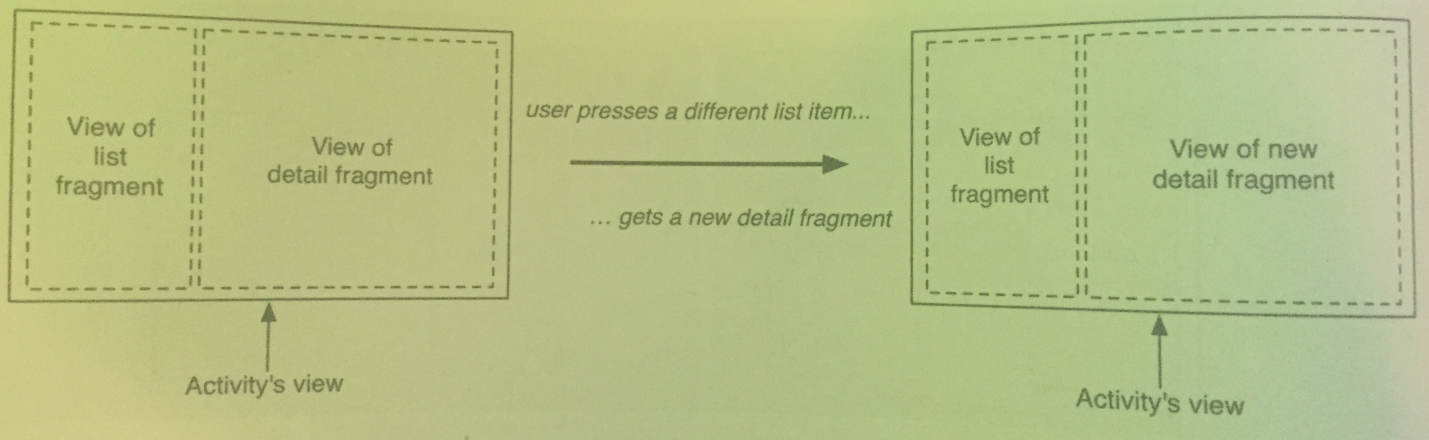 View of
list
fragment
View of
detail fragment
Activity's view
user presses a different list item...
... gets a new detail fragment
View of
list
fragment
View of new
detail fragment
Activity's view